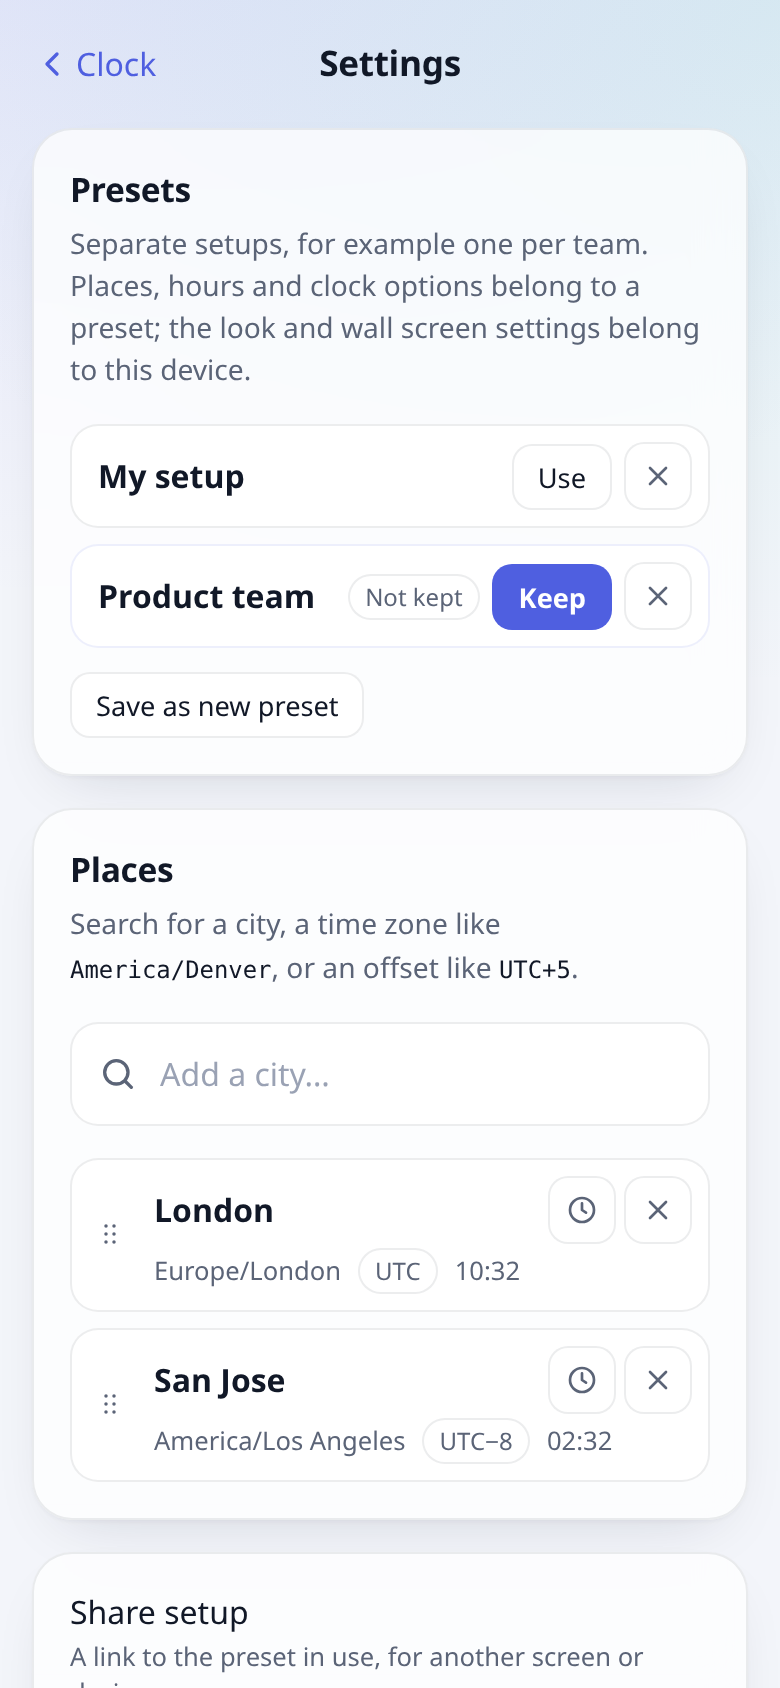 Clock
Settings
Presets
Separate setups, for example one per team.
Places, hours and clock options belong to a
preset; the look and wall screen settings belong
to this device.
My setup
Use
Product team
Not kept
Keep
Save as new preset
Places
Search for a city, a time zone like
America/Denver, or an offset like UTC+5.
Add a city...
London
Europe/London UTC 10:32
San Jose
America/Los Angeles UTC−8 02:32
Share setup
A link to the preset in use, for another screen or